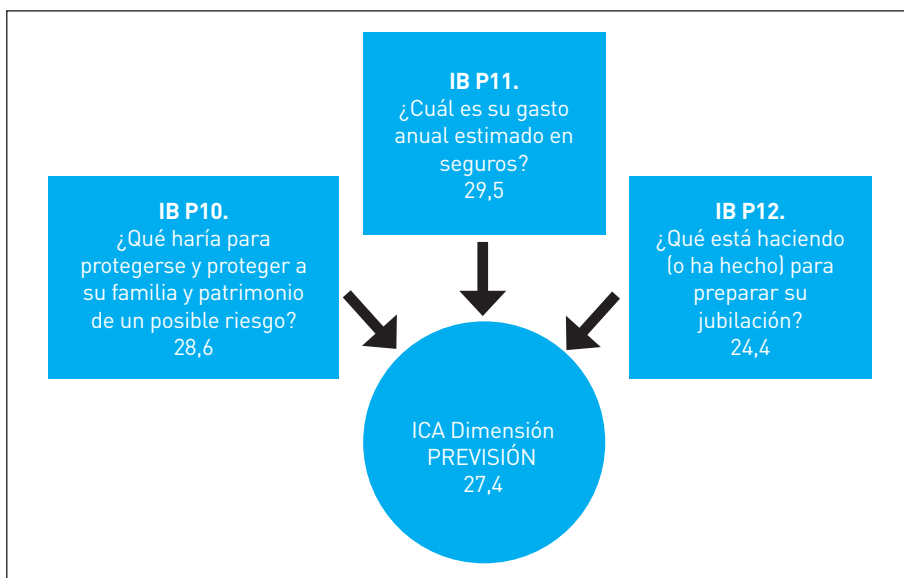 IB P11.
¿Cuál es su gasto
anual estimado en
seguros?
29,5
IB P10.
¿Qué haría para
protegerse y proteger a
su familia y patrimonio
de un posible riesgo?
28,6
IB P12.
¿Qué está haciendo
(o ha hecho) para
preparar su
jubilación?
24,4
ICA Dimensión
PREVISIÓN
27,4